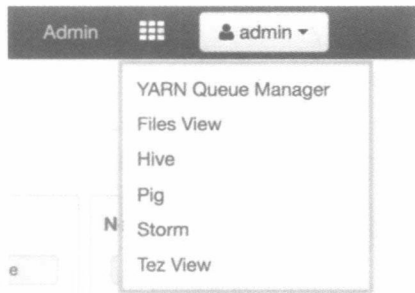 Admin admin
YARN Queue Manager
Files View
Hive
Pig
N Storm
e Tez View